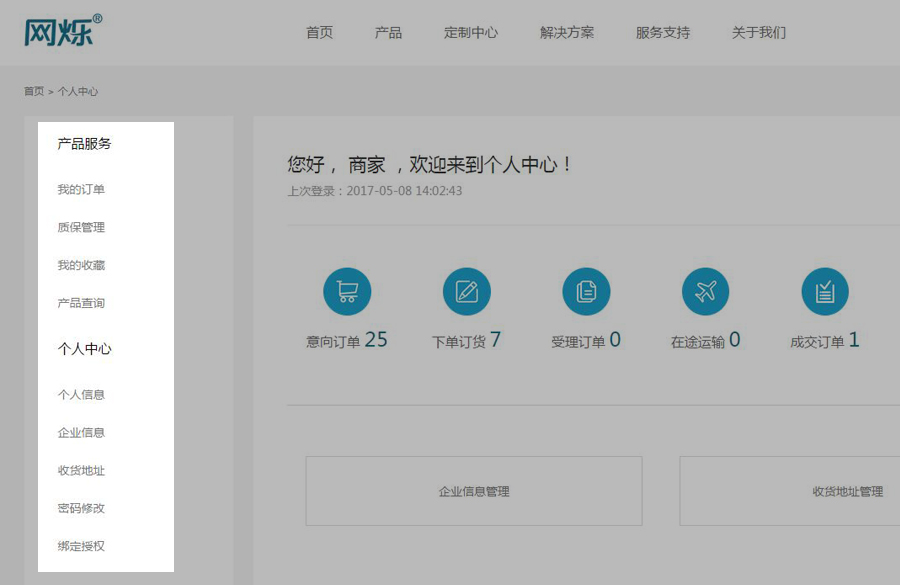 网烁®
首页 产品 定制中心 解决方案 服务支持 关于我们
首页 > 个人中心
产品服务
我的订单
质保管理
我的收藏
产品查询
个人中心
个人信息
企业信息
收货地址
密码修改
绑定授权
您好， 商家 ，欢迎来到个人中心！
上次登录：2017-05-08 14:02:43
意向订单 25 下单订货 7 受理订单 0 在途运输 0 成交订单 1
企业信息管理 收货地址管理